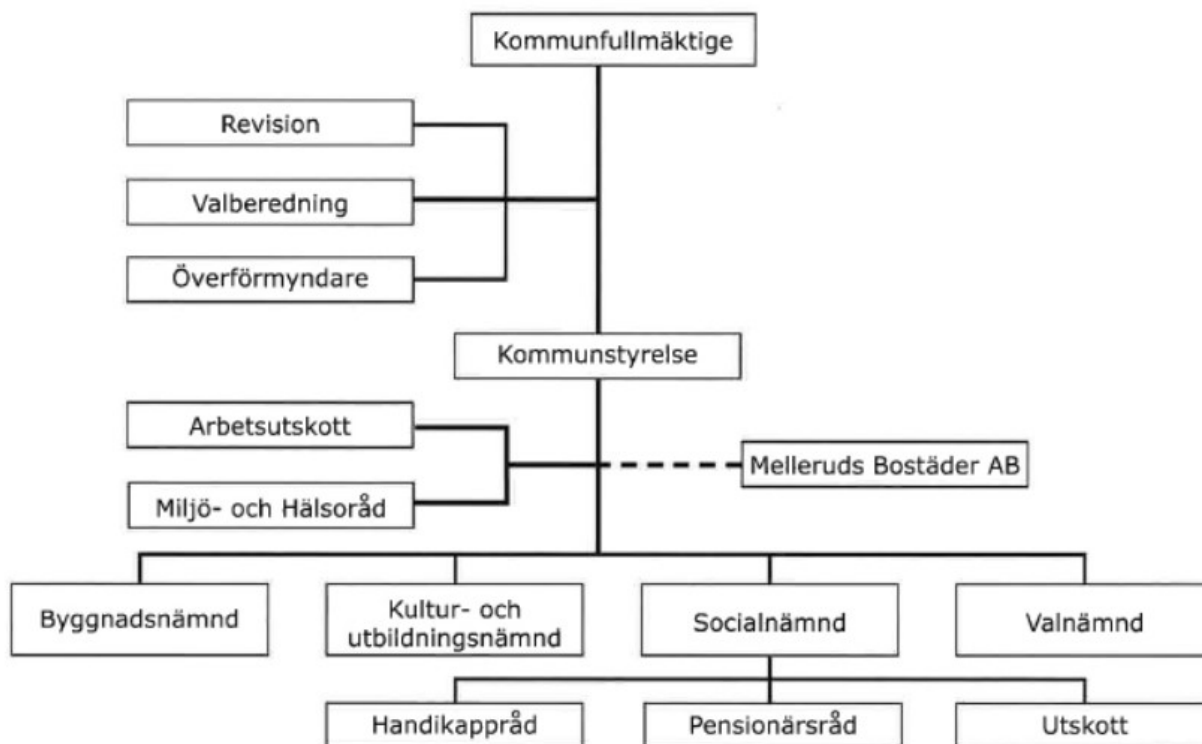 Kommunfullmäktige
Revision
Valberedning
Överförmyndare
Kommunstyrelse
Arbetsutskott
Melleruds Bostäder AB
Miljö- och Hälsoråd
Byggnadsnämnd
Kultur- och
utbildningsnämnd
Socialnämnd
Valnämnd
Handikappråd
Pensionärsråd
Utskott